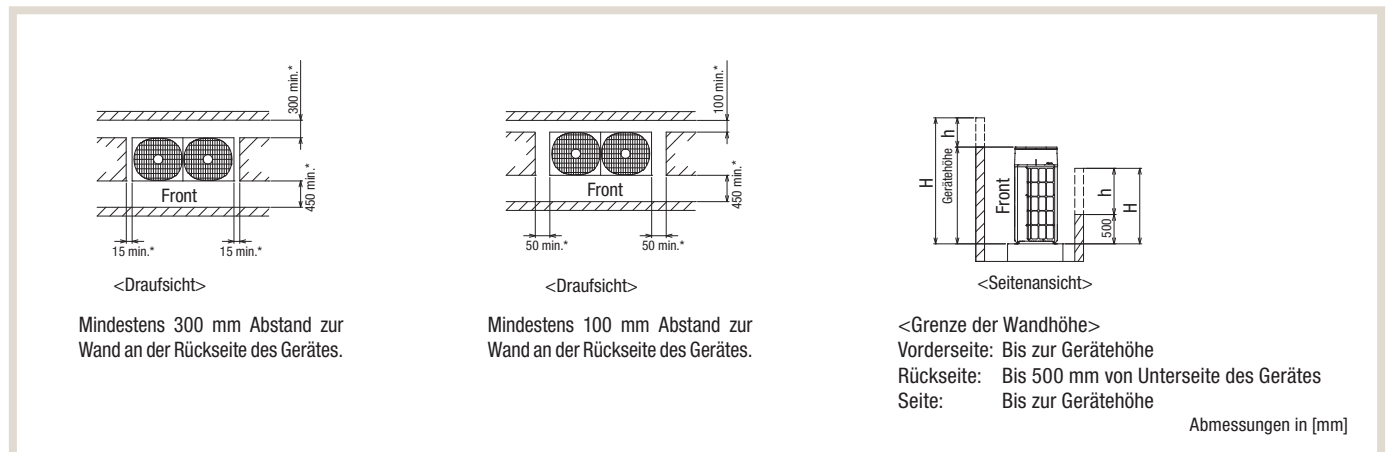 300 min.*
Front
450 min.*
15 min.*
15 min.*
<Draufsicht>
Mindestens 300 mm Abstand zur
Wand an der Rückseite des Gerätes.
100 min.*
Front
450 min.*
50 min.*
50 min.*
<Draufsicht>
Mindestens 100 mm Abstand zur
Wand an der Rückseite des Gerätes.
H
h
Gerätehöhe
Front
h
500
H
<Seitenansicht>
<Grenze der Wandhöhe>
Vorderseite: Bis zur Gerätehöhe
Rückseite: Bis 500 mm von Unterseite des Gerätes
Seite: Bis zur Gerätehöhe
Abmessungen in [mm]